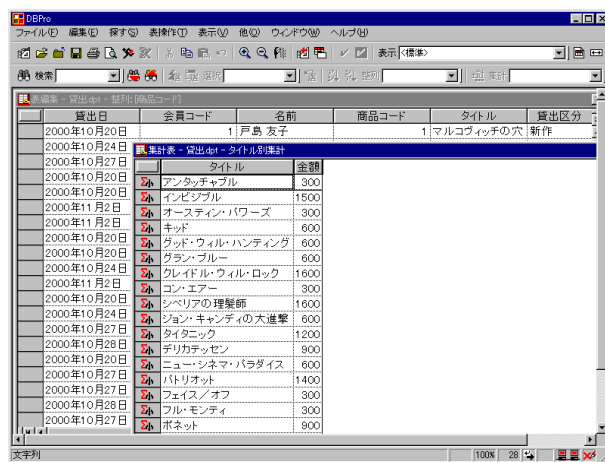 DBPro
ファイル(F) 編集(E) 探す(S) 表操作(T) 表示(V) 他(O) ウィンドウ(W) ヘルプ(H)
表示 <標準>
検索 選択 整列 集計
表編集 - 貸出.dpt - 整列:[商品コード]
貸出日 会員コード 名前 商品コード タイトル 貸出区分
2000年10月20日 1 戸島 友子 1 マルコヴィッチの穴 新作
2000年10月24日
集計表 - 貸出.dpt - タイトル別集計
2000年10月27日
タイトル 金額
2000年10月20日
アンタッチャブル 300
2000年10月20日
インビジブル 1500
2000年11月2日
オースティン・パワーズ 300
2000年11月2日
キッド 600
2000年10月20日
グッド・ウィル・ハンティング 600
2000年10月20日
グラン・ブルー 600
2000年10月24日
クレイドル・ウィル・ロック 1600
2000年11月2日
コン・エアー 300
2000年10月20日
シベリアの理髪師 1600
2000年10月24日
ジョン・キャンディの大進撃 600
2000年10月27日
タイタニック 1200
2000年10月28日
デリカテッセン 900
2000年10月20日
ニュー・シネマ・パラダイス 600
2000年10月27日
パトリオット 1400
2000年10月27日
フェイス/オフ 300
2000年10月28日
フル・モンティ 300
2000年10月27日
ポネット 900
文字列 100% 28